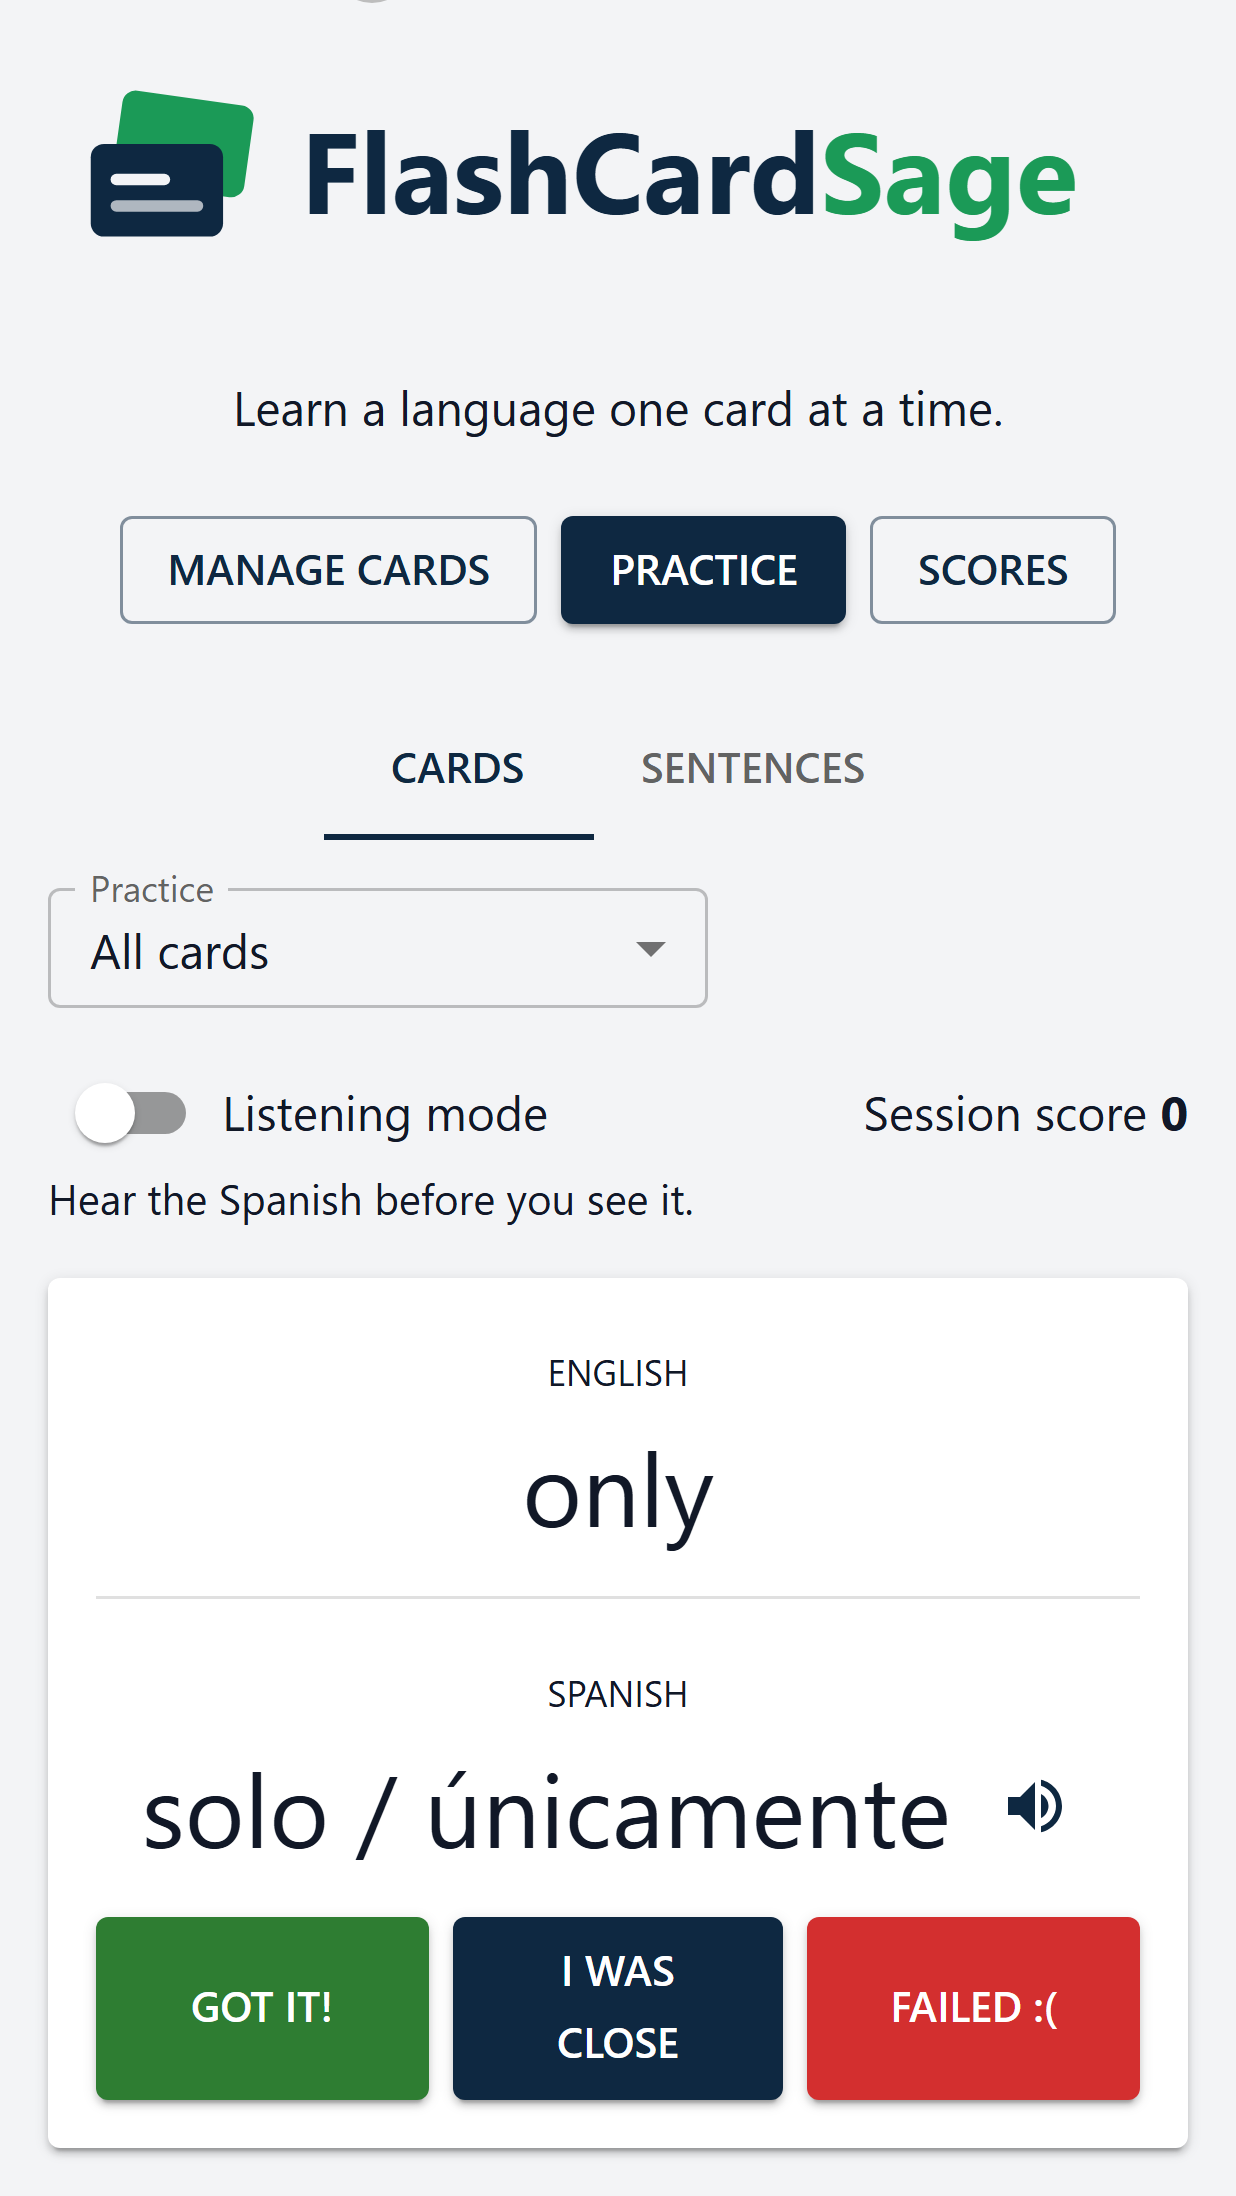 FlashCardSage
Learn a language one card at a time.
MANAGE CARDS
PRACTICE
SCORES
CARDS
SENTENCES
Practice
All cards
Listening mode
Session score 0
Hear the Spanish before you see it.
ENGLISH
only
SPANISH
solo / únicamente
GOT IT!
I WAS
CLOSE
FAILED :(